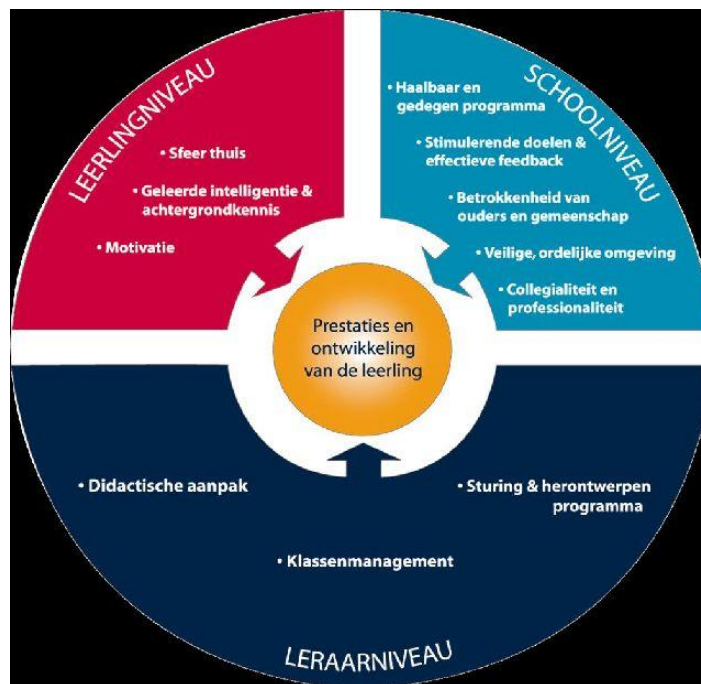 LEERLINGNIVEAU
• Sfeer thuis
• Geleerde intelligentie &
achtergrondkennis
• Motivatie
SCHOOLNIVEAU
• Haalbaar en
gedegen programma
• Stimulerende doelen &
effectieve feedback
• Betrokkenheid van
ouders en gemeenschap
• Veilige, ordelijke omgeving
• Collegialiteit en
professionaliteit
Prestaties en
ontwikkeling
van de leerling
• Didactische aanpak
• Sturing & herontwerpen
programma
• Klassenmanagement
LERAARNIVEAU